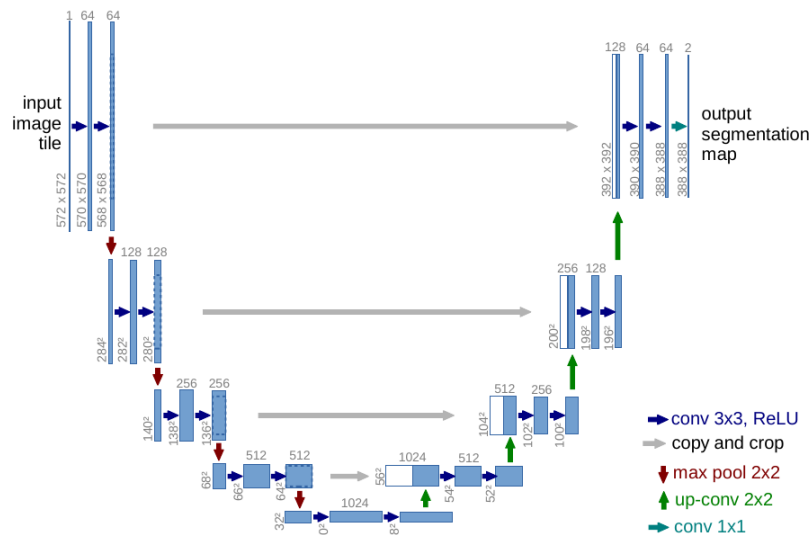 1 64 64
128 64 64 2
input
image
tile
output
segmentation
map
572 x 572
570 x 570
568 x 568
392 x 392
390 x 390
388 x 388
388 x 388
128 128
256 128
284²
282²
280²
200²
198²
196²
256 256
512 256
140²
138²
136²
104²
102²
100²
512 512
1024
68²
66²
64²
56²
54²
52²
1024
32²
0²
8²
conv 3x3, ReLU
copy and crop
max pool 2x2
up-conv 2x2
conv 1x1